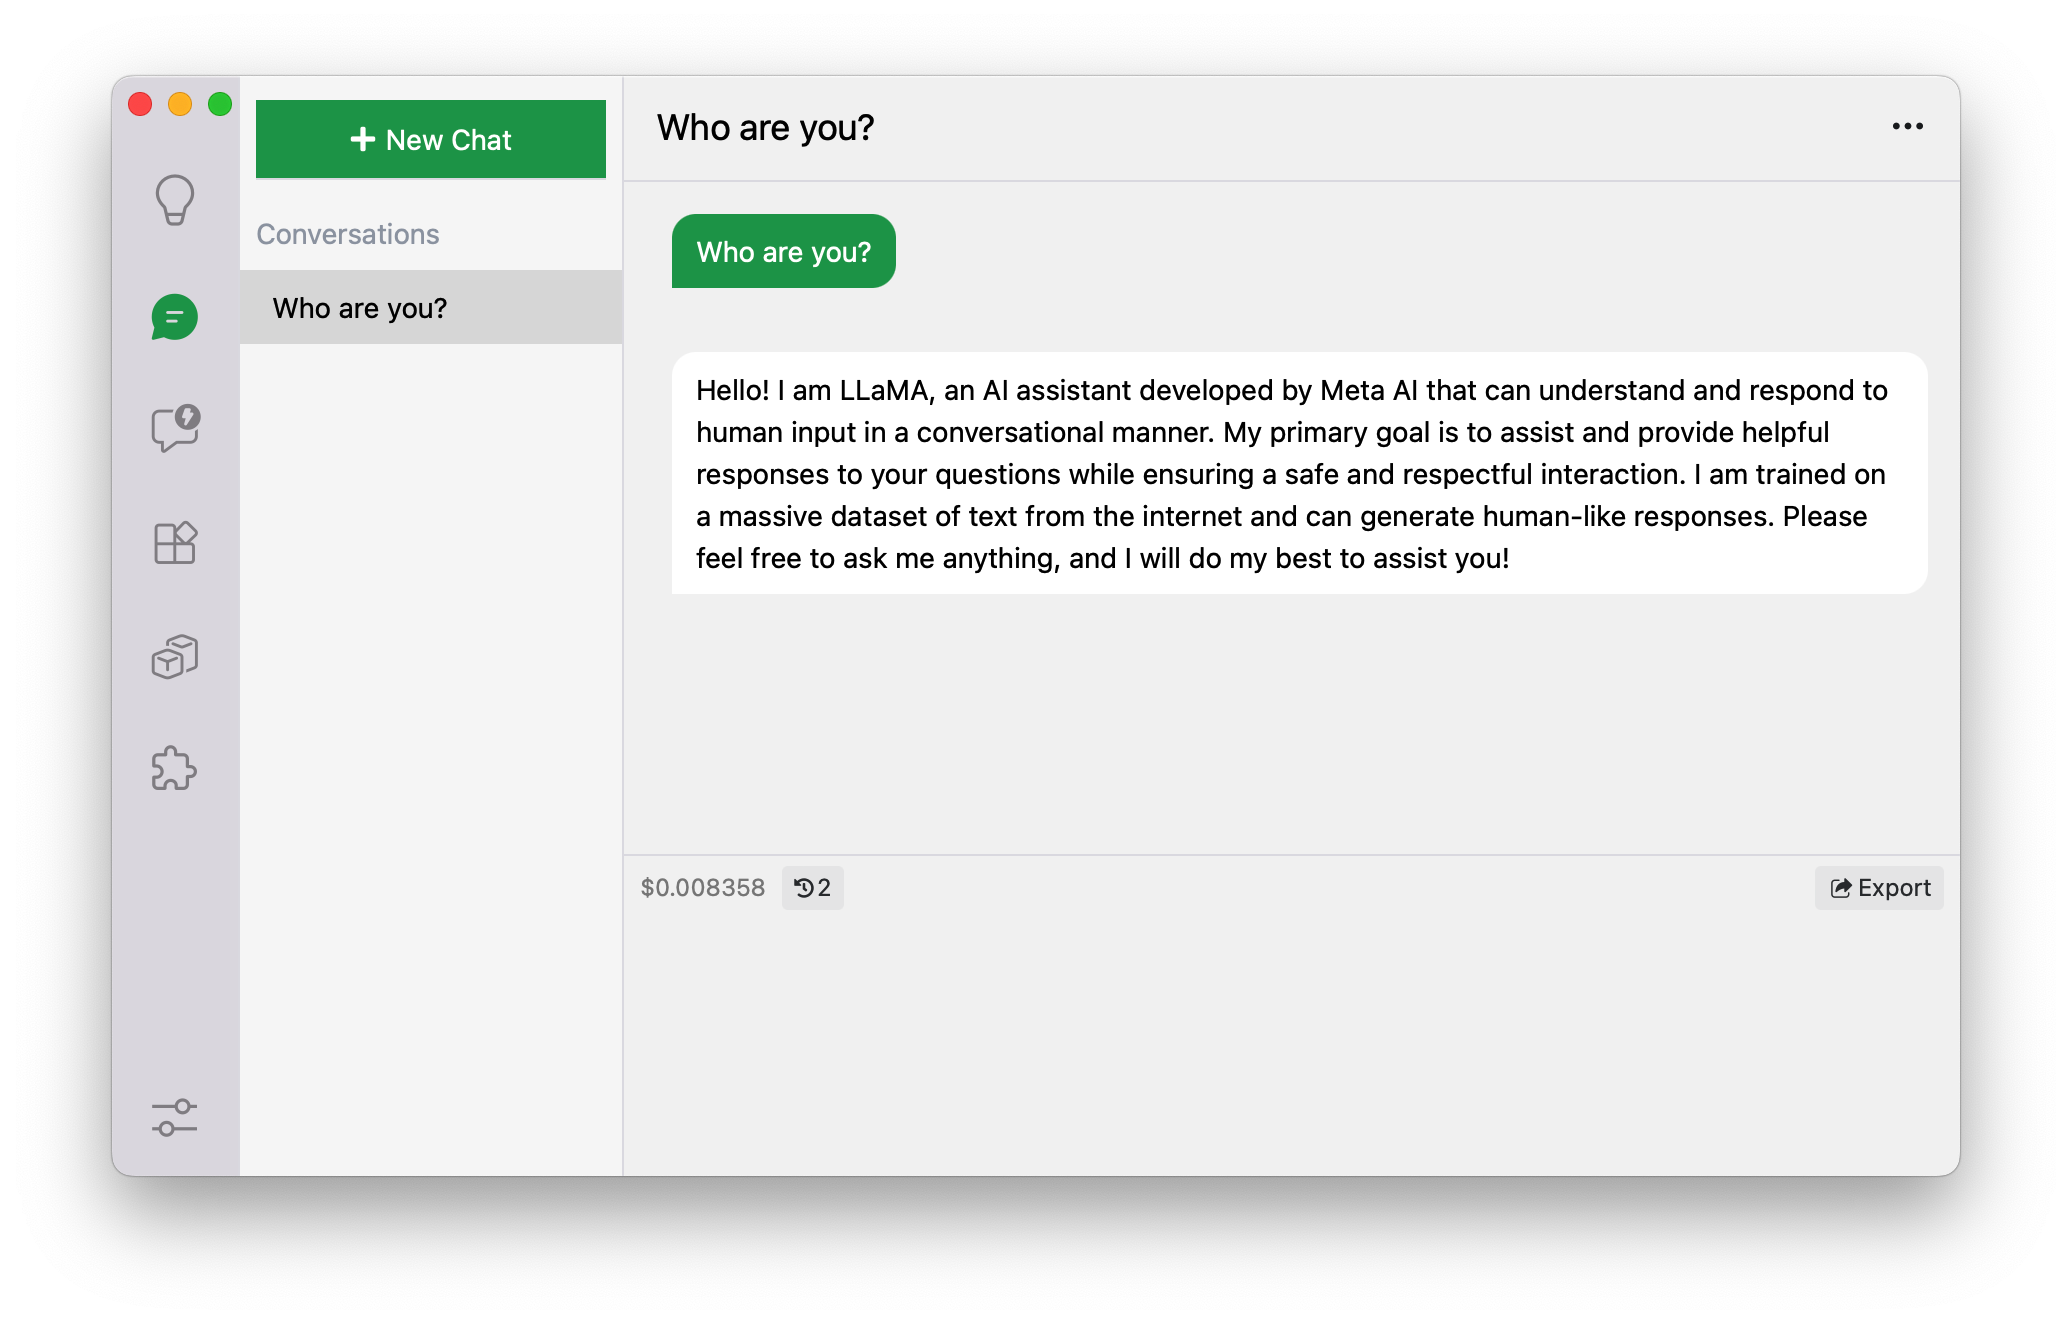 New Chat
Conversations
Who are you?
Who are you?
Who are you?
Hello! I am LLaMA, an AI assistant developed by Meta AI that can understand and respond to
human input in a conversational manner. My primary goal is to assist and provide helpful
responses to your questions while ensuring a safe and respectful interaction. I am trained on
a massive dataset of text from the internet and can generate human-like responses. Please
feel free to ask me anything, and I will do my best to assist you!
$0.008358 2 Export